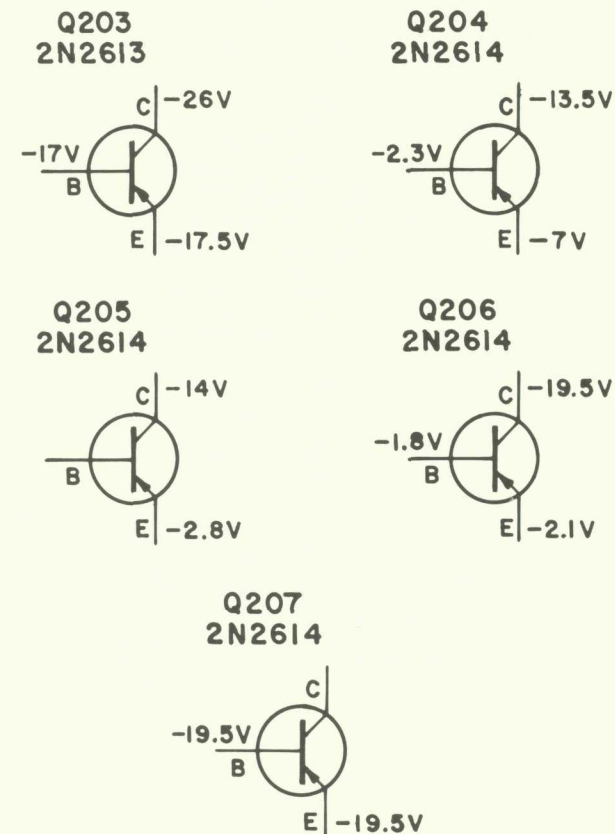 Q203
2N2613
C
-26V
-17V
B
E
-17.5V
Q204
2N2614
C
-13.5V
-2.3V
B
E
-7V
Q205
2N2614
C
-14V
B
E
-2.8V
Q206
2N2614
C
-19.5V
-1.8V
B
E
-2.1V
Q207
2N2614
C
-19.5V
B
E
-19.5V